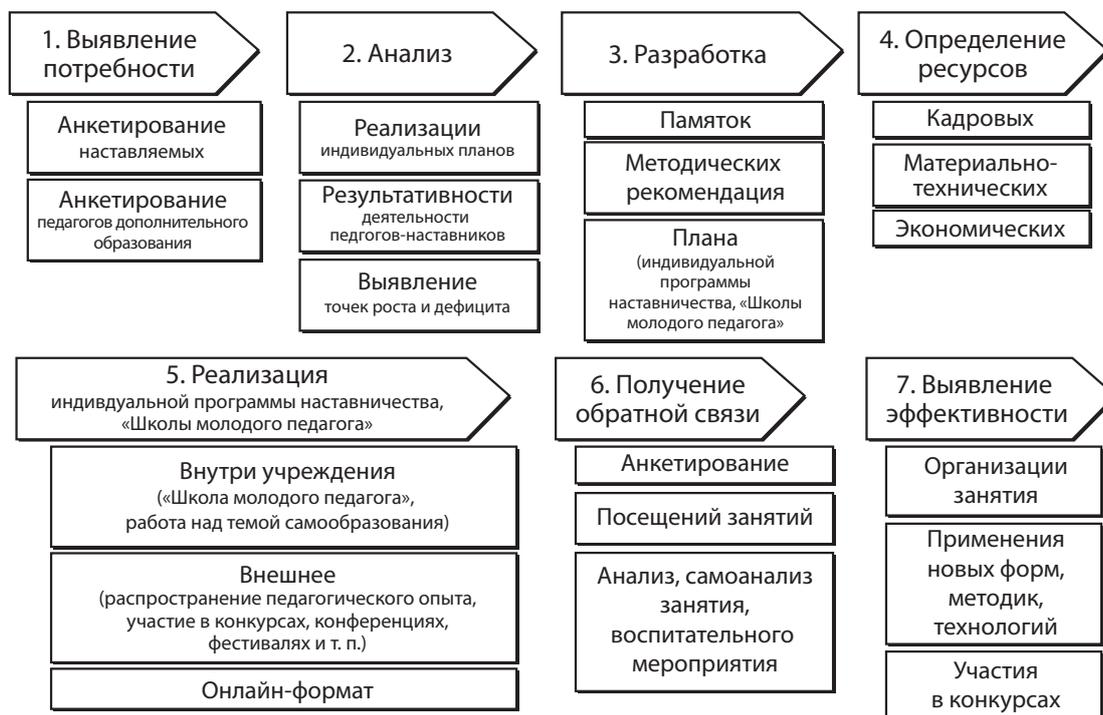 1. Выявление
потребности
Анкетирование
наставляемых
Анкетирование
педагогов дополнительного
образования
2. Анализ
Реализации
индивидуальных планов
Результативности
деятельности
педгогов-наставников
Выявление
точек роста и дефицита
3. Разработка
Памяток
Методических
рекомендация
Плана
(индивидуальной
программы
наставничества, «Школы
молодого педагога»
4. Определение
ресурсов
Кадровых
Материально-
технических
Экономических
5. Реализация
индивдуальной программы наставничества,
«Школы молодого педагога»
Внутри учреждения
(«Школа молодого педагога»,
работа над темой самообразования)
Внешнее
(распространение педагогического опыта,
участие в конкурсах, конференциях,
фестивалях и т. п.)
Онлайн-формат
6. Получение
обратной связи
Анкетирование
Посещений занятий
Анализ, самоанализ
занятия,
воспитательного
мероприятия
7. Выявление
эффективности
Организации
занятия
Применения
новых форм,
методик,
технологий
Участия
в конкурсах